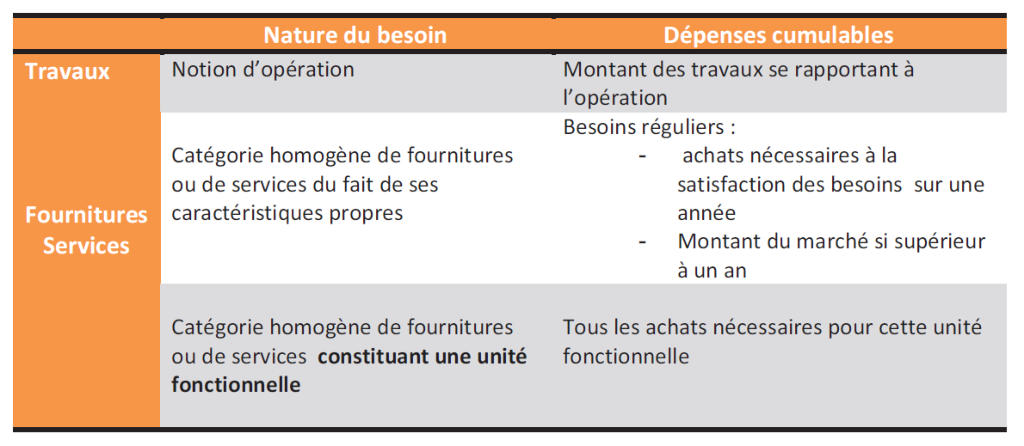 Nature du besoin
Dépenses cumulables
Travaux
Notion d’opération
Montant des travaux se rapportant à
l’opération
Fournitures
Services
Catégorie homogène de fournitures
ou de services du fait de ses
caractéristiques propres
Besoins réguliers :
- achats nécessaires à la
satisfaction des besoins sur une
année
- Montant du marché si supérieur
à un an
Catégorie homogène de fournitures
ou de services constituant une unité
fonctionnelle
Tous les achats nécessaires pour cette unité
fonctionnelle